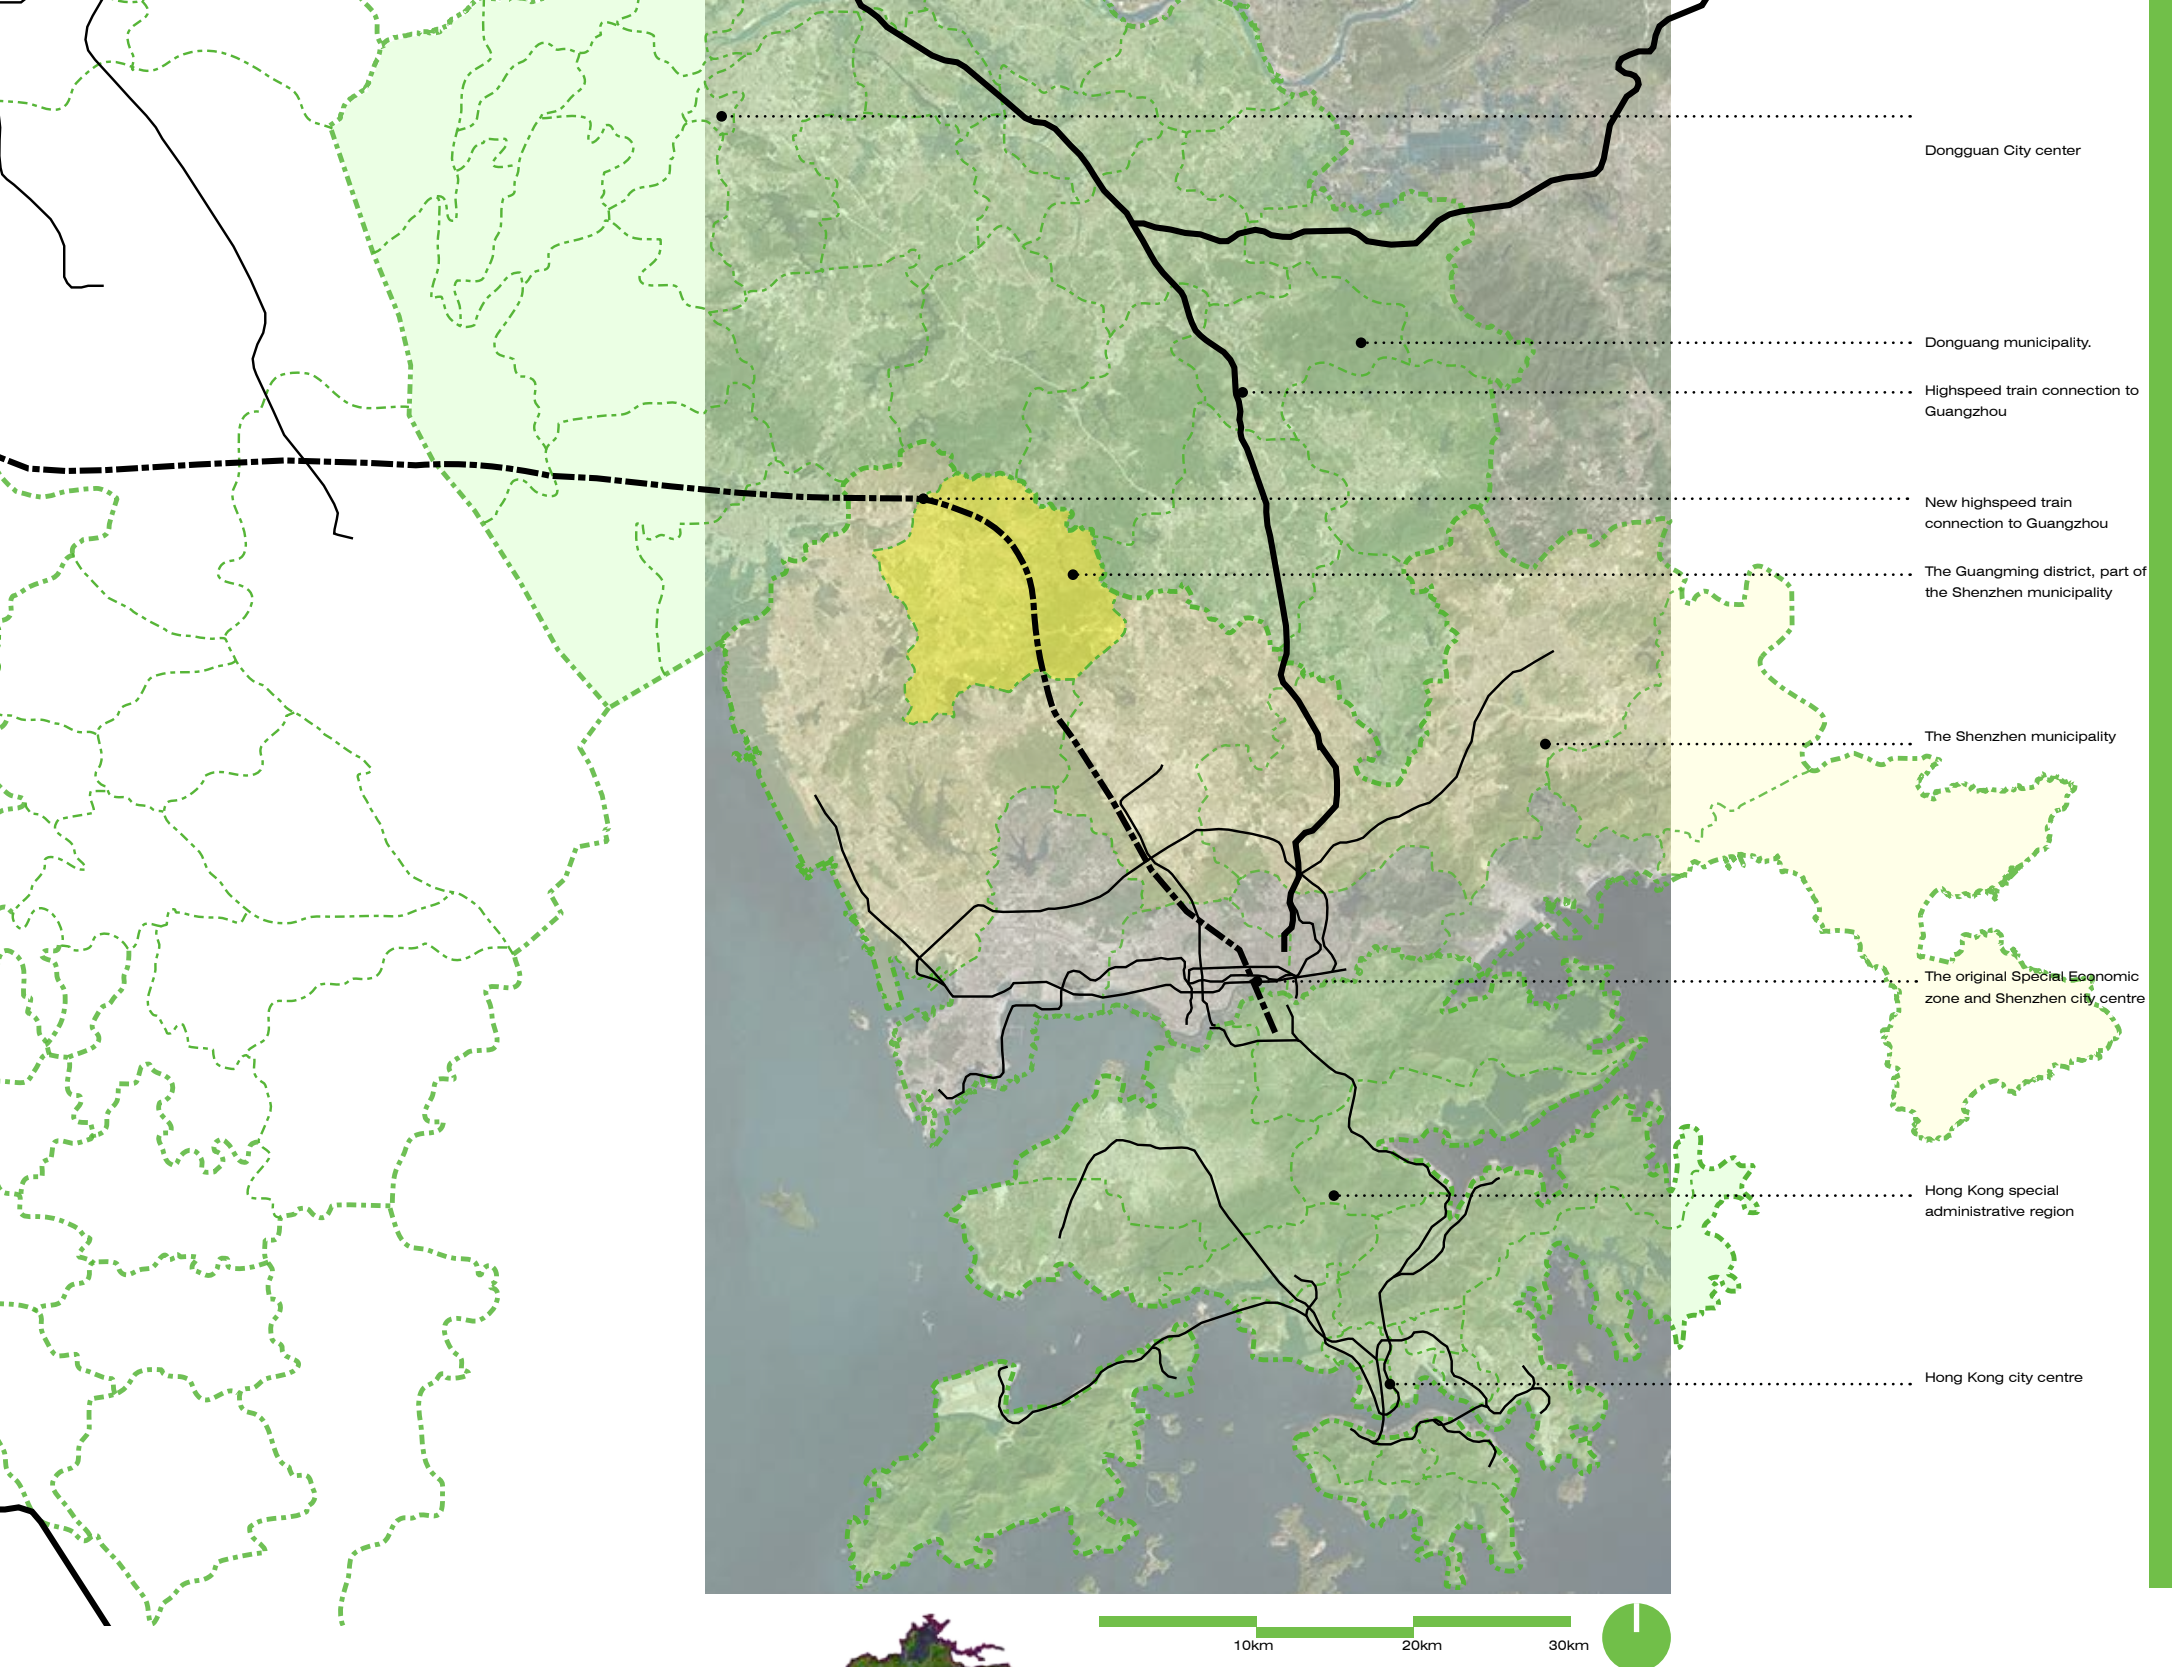 Dongguan City center
Donguang municipality.
Highspeed train connection to
Guangzhou
New highspeed train
connection to Guangzhou
The Guangming district, part of
the Shenzhen municipality
The Shenzhen municipality
The original Special Economic
zone and Shenzhen city centre
Hong Kong special
administrative region
Hong Kong city centre
10km
20km
30km